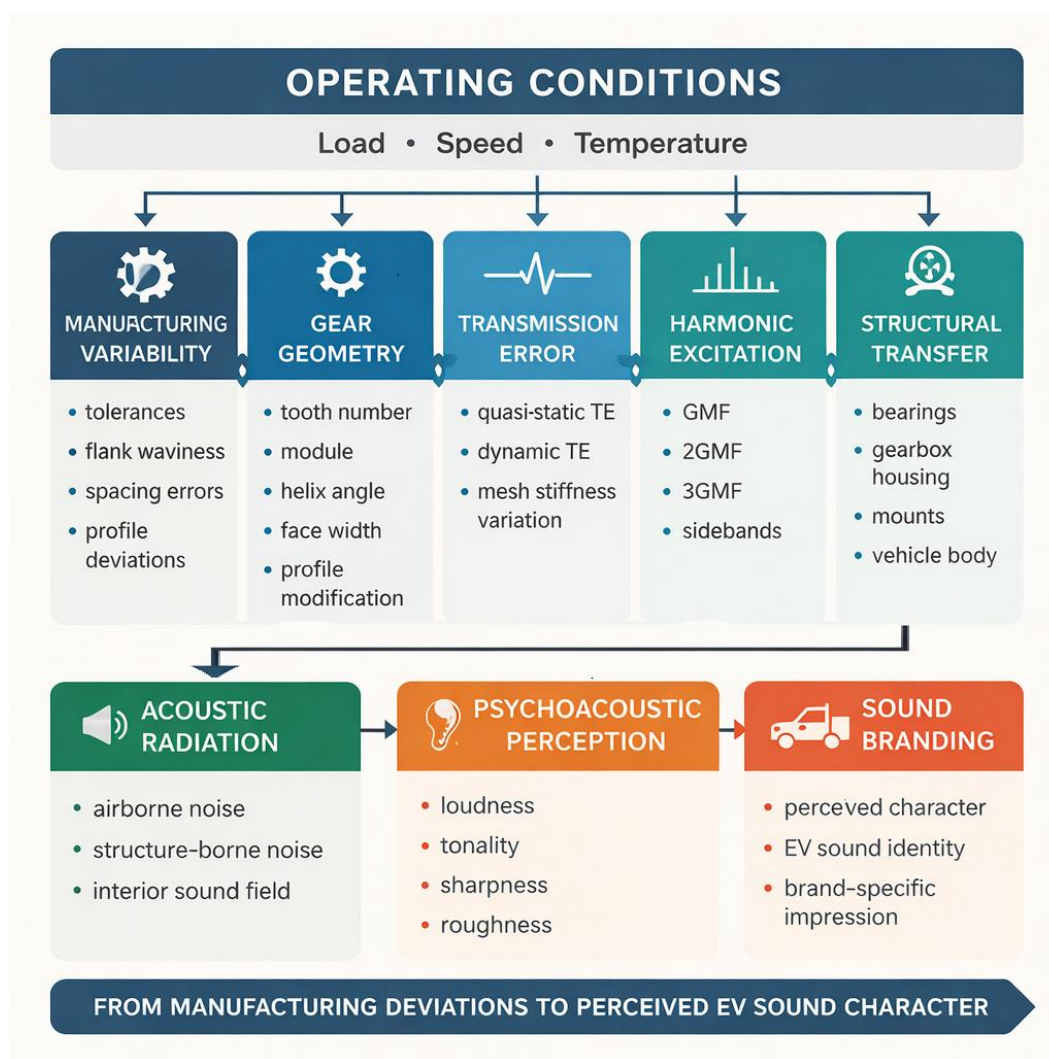 OPERATING CONDITIONS
Load • Speed • Temperature
MANUFACTURING
VARIABILITY
• tolerances
• flank waviness
• spacing errors
• profile
deviations
GEAR
GEOMETRY
• tooth number
• module
• helix angle
• face width
• profile
modification
TRANSMISSION
ERROR
• quasi-static TE
• dynamic TE
• mesh stiffness
variation
HARMONIC
EXCITATION
• GMF
• 2GMF
• 3GMF
• sidebands
STRUCTURAL
TRANSFER
• bearings
• gearbox
housing
• mounts
• vehicle body
ACOUSTIC
RADIATION
• airborne noise
• structure-borne noise
• interior sound field
PSYCHOACOUSTIC
PERCEPTION
• loudness
• tonality
• sharpness
• roughness
SOUND
BRANDING
• perceived character
• EV sound identity
• brand-specific
impression
FROM MANUFACTURING DEVIATIONS TO PERCEIVED EV SOUND CHARACTER